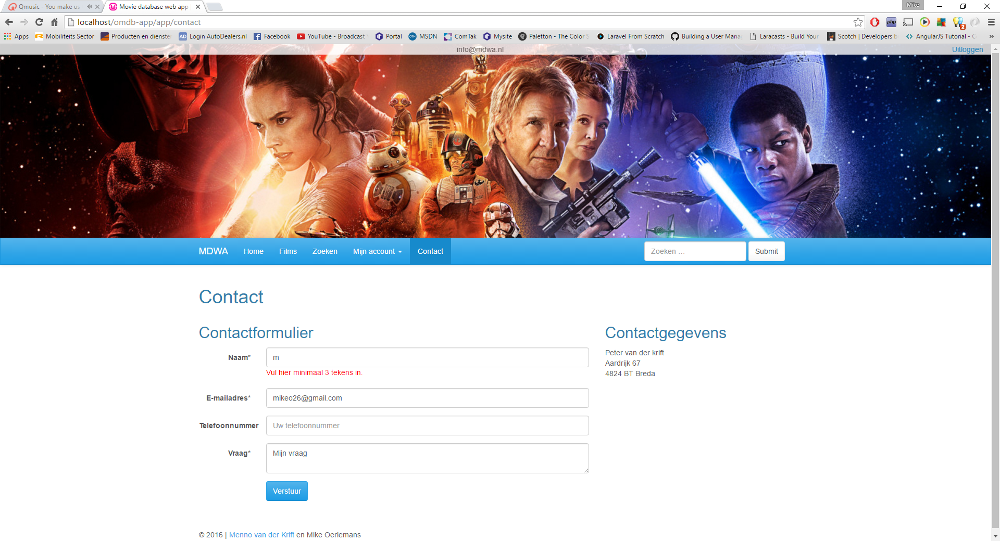 Qmusic - You make us
Movie database web app
Mike
localhost/omdb-app/app/contact
php
2
Apps
Mobiliteits Sector
Producten en dienste
AD
Login AutoDealers.nl
Facebook
YouTube - Broadcast
Portal
MSDN
ComTak
Mysite
Paletton - The Color S
Laravel From Scratch
Building a User Mana
Laracasts - Build Your
Scotch | Developers b
AngularJS Tutorial - C
»
info@mdwa.nl
Uitloggen
MDWA
Home
Films
Zoeken
Mijn account
Contact
Zoeken ...
Submit
Contact
Contactformulier
Naam*
m
Vul hier minimaal 3 tekens in.
E-mailadres*
mikeo26@gmail.com
Telefoonnummer
Uw telefoonnummer
Vraag*
Mijn vraag
Verstuur
Contactgegevens
Peter van der krift
Aardrijk 67
4824 BT Breda
© 2016 | Menno van der Krift en Mike Oerlemans